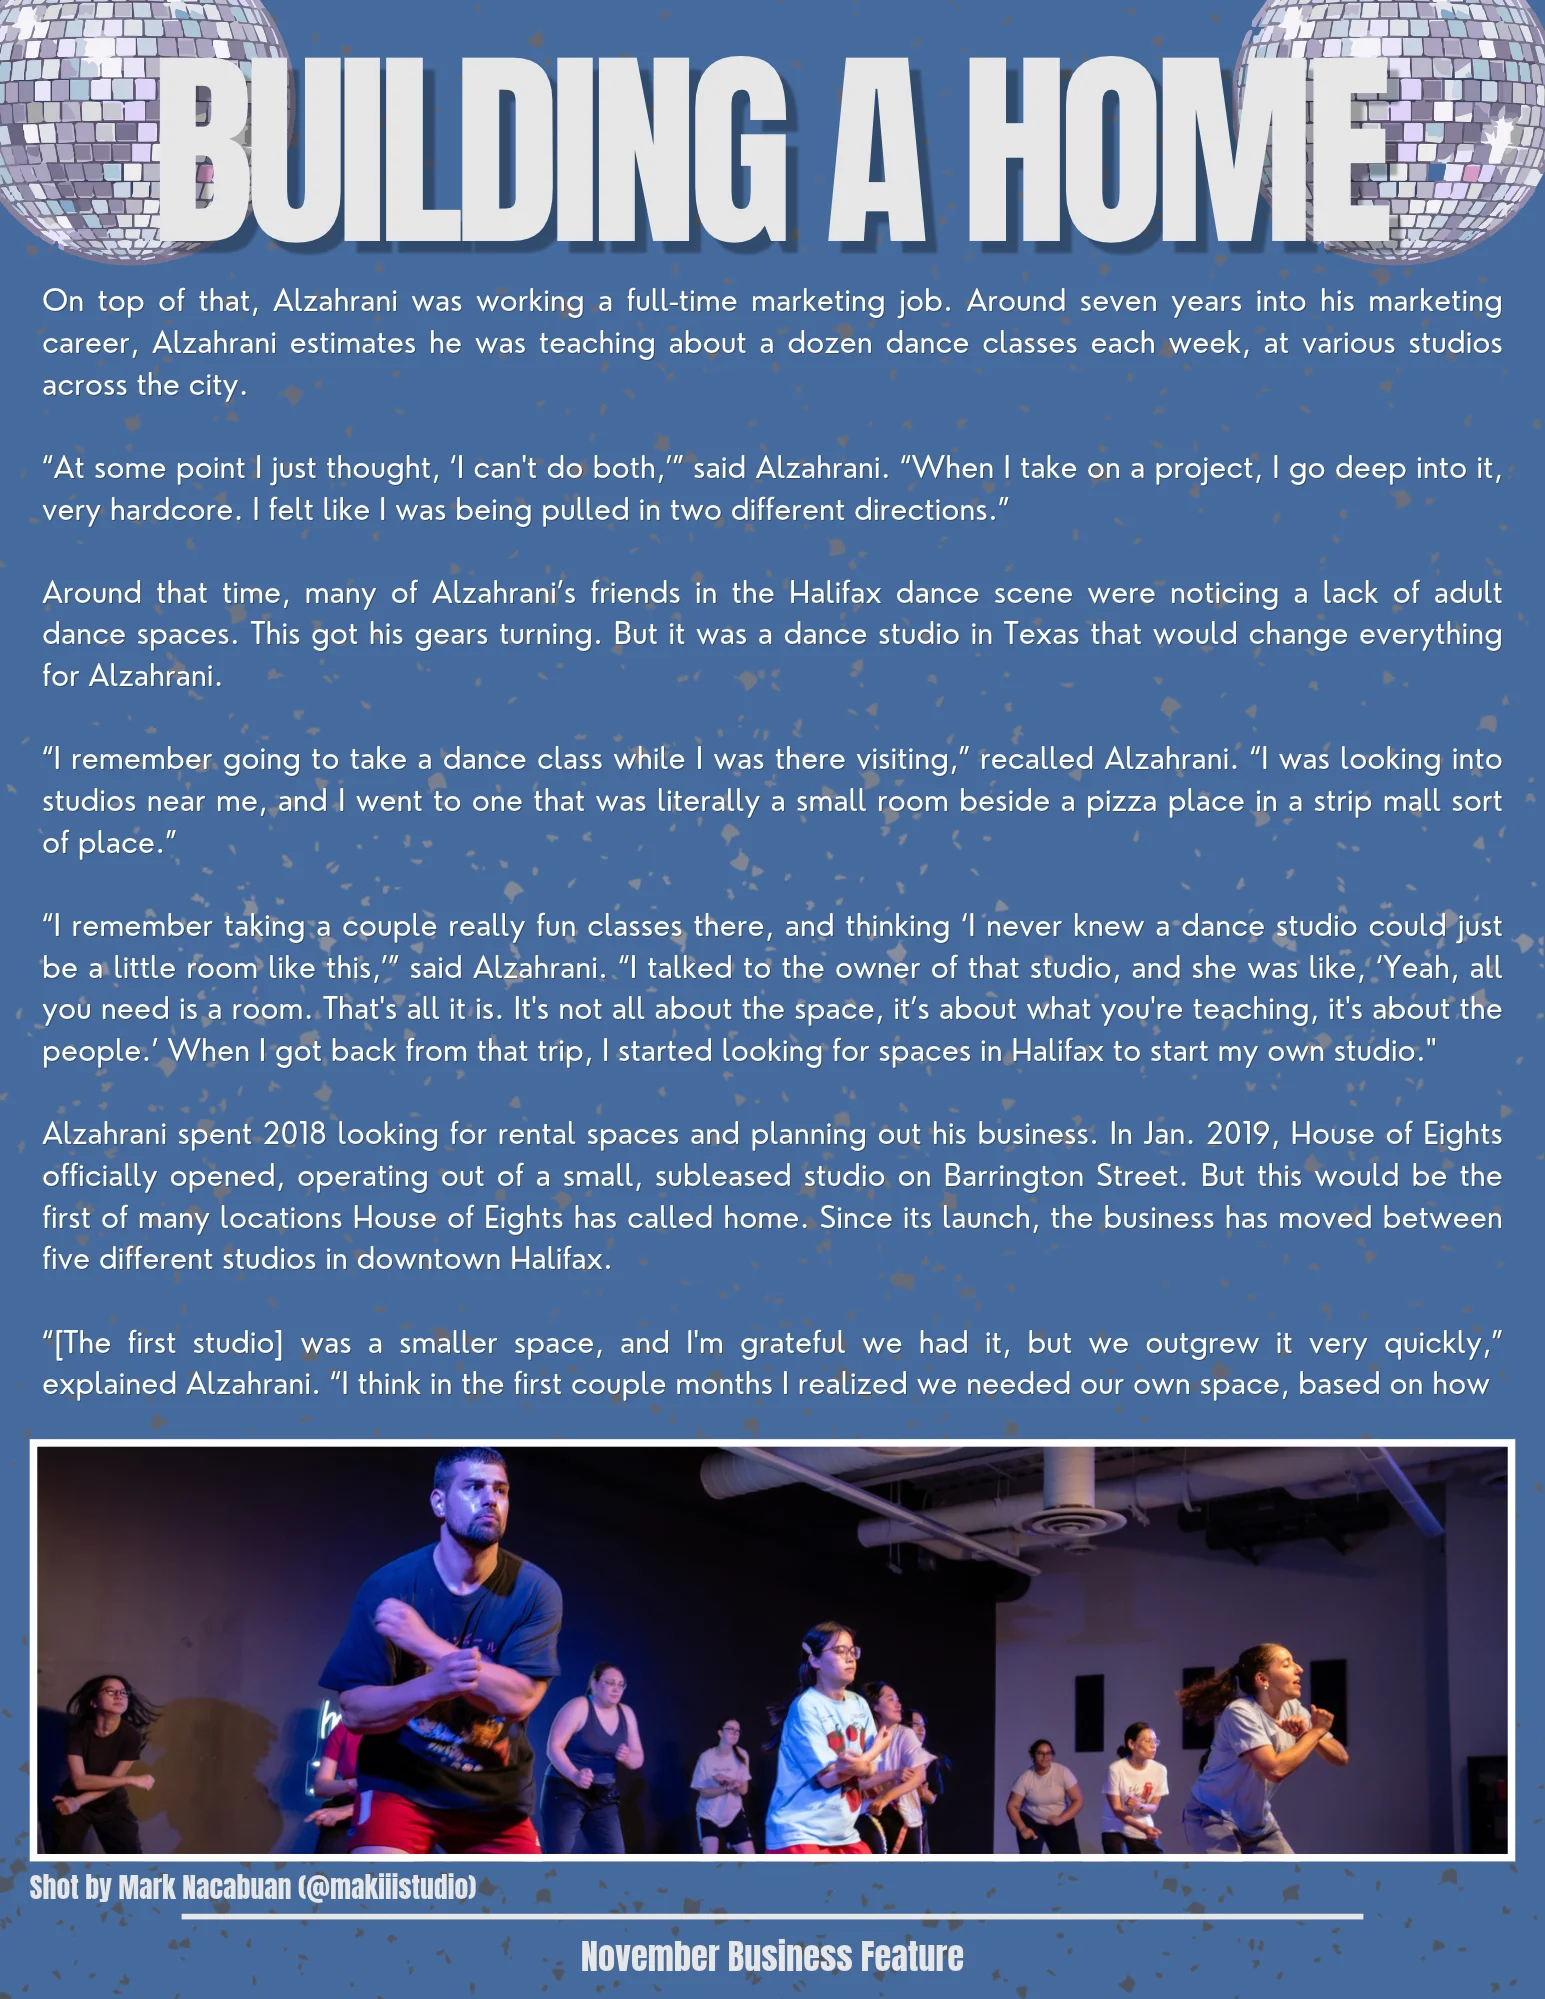 BUILDING A HOME
On top of that, Alzahrani was working a full-time marketing job. Around seven years into his marketing
career, Alzahrani estimates he was teaching about a dozen dance classes each week, at various studios
across the city.
“At some point I just thought, ‘I can't do both,’” said Alzahrani. “When I take on a project, I go deep into it,
very hardcore. I felt like I was being pulled in two different directions.”
Around that time, many of Alzahrani’s friends in the Halifax dance scene were noticing a lack of adult
dance spaces. This got his gears turning. But it was a dance studio in Texas that would change everything
for Alzahrani.
“I remember going to take a dance class while I was there visiting,” recalled Alzahrani. “I was looking into
studios near me, and I went to one that was literally a small room beside a pizza place in a strip mall sort
of place.”
“I remember taking a couple really fun classes there, and thinking ‘I never knew a dance studio could just
be a little room like this,’” said Alzahrani. “I talked to the owner of that studio, and she was like, ‘Yeah, all
you need is a room. That's all it is. It's not all about the space, it’s about what you're teaching, it's about the
people.’ When I got back from that trip, I started looking for spaces in Halifax to start my own studio."
Alzahrani spent 2018 looking for rental spaces and planning out his business. In Jan. 2019, House of Eights
officially opened, operating out of a small, subleased studio on Barrington Street. But this would be the
first of many locations House of Eights has called home. Since its launch, the business has moved between
five different studios in downtown Halifax.
“[The first studio] was a smaller space, and I'm grateful we had it, but we outgrew it very quickly,”
explained Alzahrani. “I think in the first couple months I realized we needed our own space, based on how
Shot by Mark Nacabuan (@makiiistudio)
November Business Feature